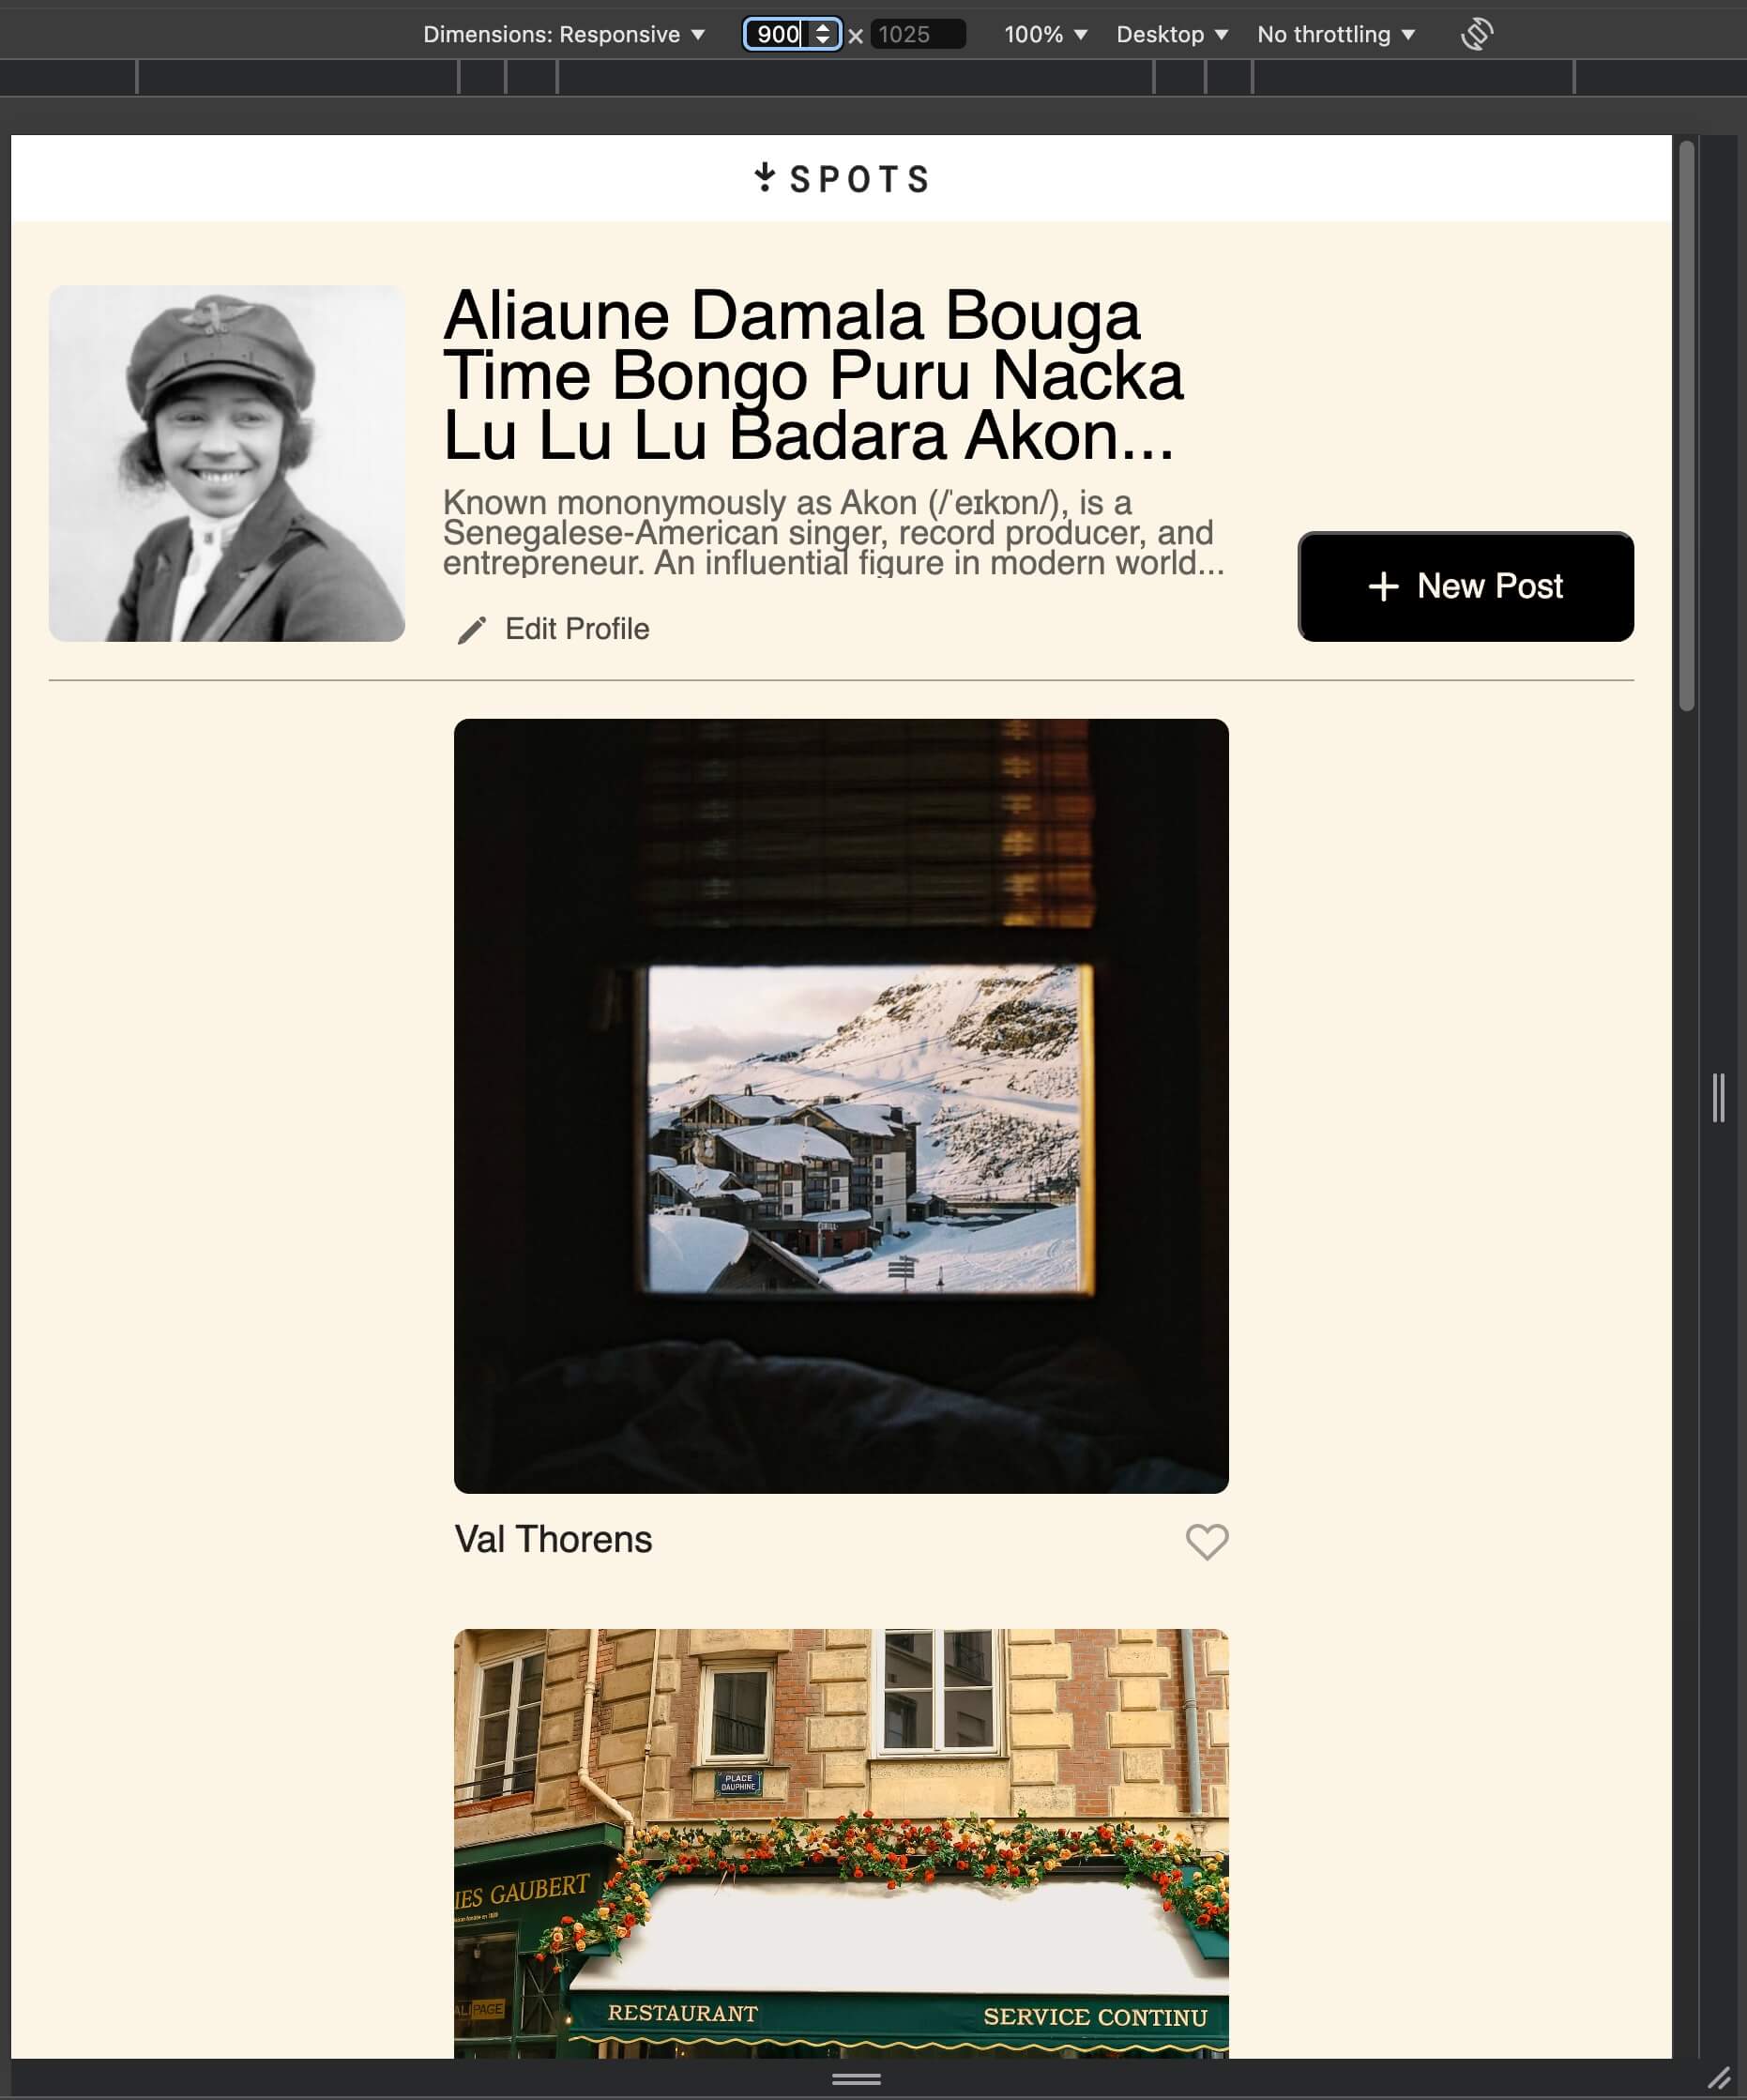 Dimensions: Responsive ▼ 900 × 1025 100% ▼ Desktop ▼ No throttling ▼
SPOTS
Aliaune Damala Bouga
Time Bongo Puru Nacka
Lu Lu Lu Badara Akon...
Known mononymously as Akon (/ˈeɪkɒn/), is a
Senegalese-American singer, record producer, and
entrepreneur. An influential figure in modern world...
Edit Profile
+ New Post
Val Thorens
PLACE
DAUPHINE
IES GAUBERT
PAGE
RESTAURANT
SERVICE CONTINU